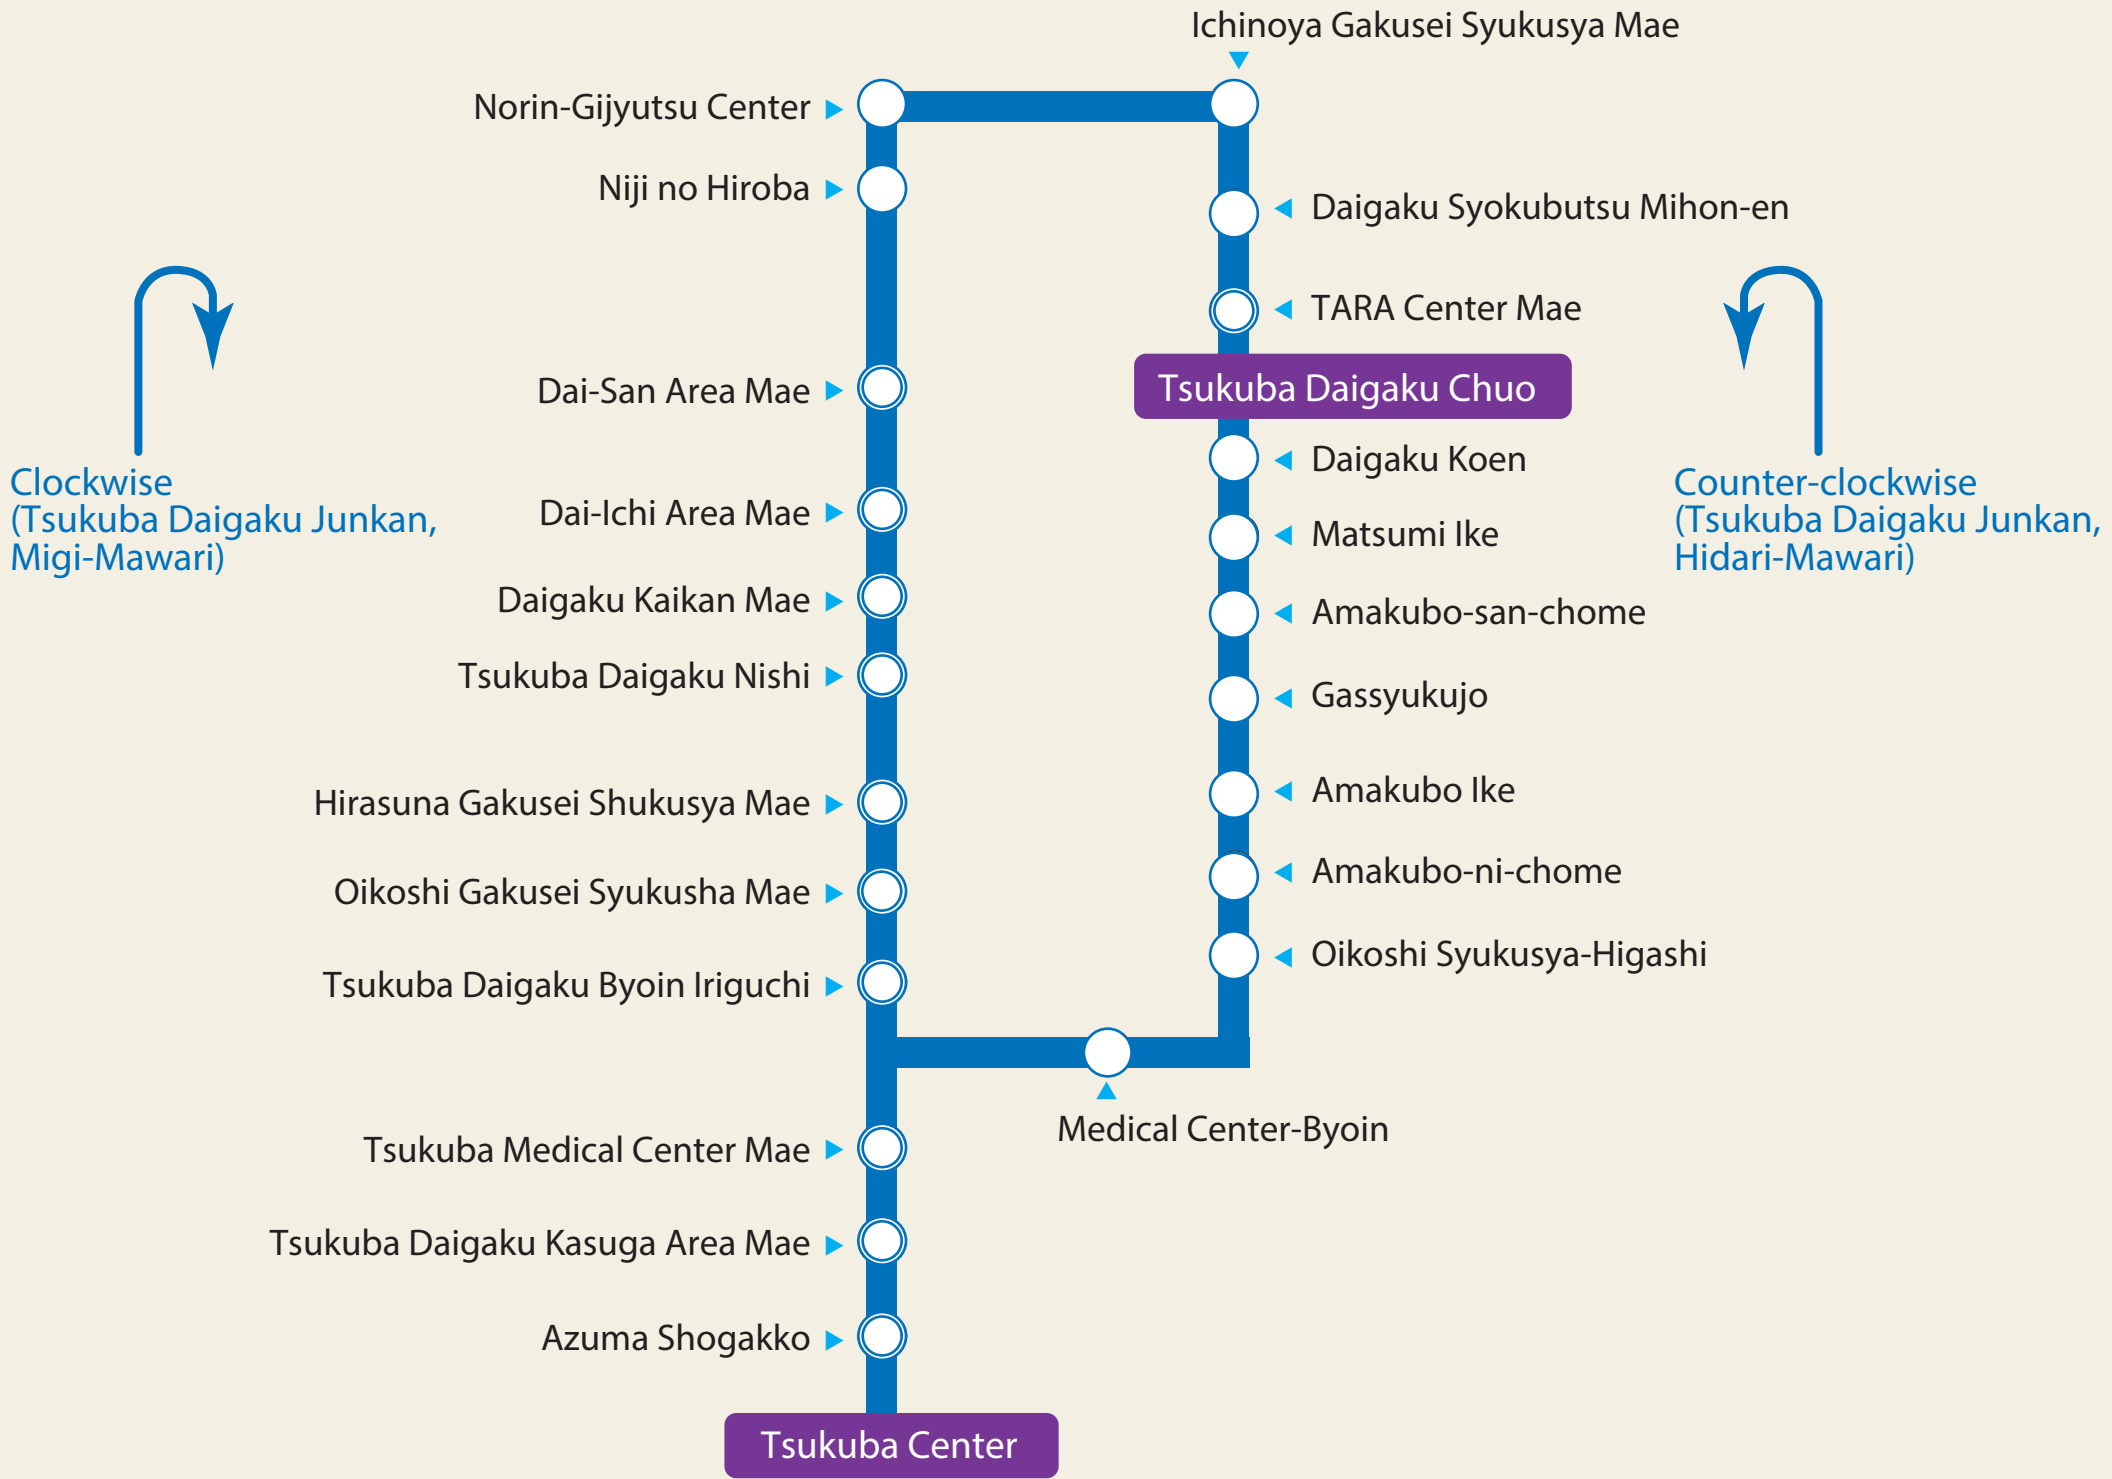 Ichinoya Gakusei Syukusya Mae
Norin-Gijyutsu Center
Niji no Hiroba
Daigaku Syokubutsu Mihon-en
TARA Center Mae
Dai-San Area Mae
Tsukuba Daigaku Chuo
Daigaku Koen
Clockwise
(Tsukuba Daigaku Junkan,
Migi-Mawari)
Counter-clockwise
(Tsukuba Daigaku Junkan,
Hidari-Mawari)
Dai-Ichi Area Mae
Matsumi Ike
Daigaku Kaikan Mae
Amakubo-san-chome
Tsukuba Daigaku Nishi
Gassyukujo
Hirasuna Gakusei Shukusya Mae
Amakubo Ike
Oikoshi Gakusei Syukusha Mae
Amakubo-ni-chome
Tsukuba Daigaku Byoin Iriguchi
Oikoshi Syukusya-Higashi
Medical Center-Byoin
Tsukuba Medical Center Mae
Tsukuba Daigaku Kasuga Area Mae
Azuma Shogakko
Tsukuba Center